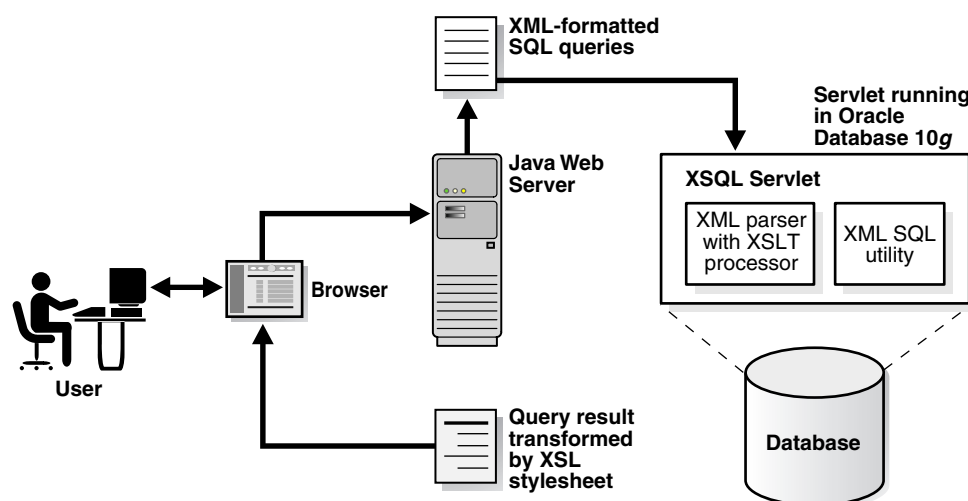 XML-formatted
SQL queries
Servlet running
in Oracle
Database 10g
Java Web
Server
XSQL Servlet
XML parser
with XSLT
processor
XML SQL
utility
Browser
User
Query result
transformed
by XSL
stylesheet
Database